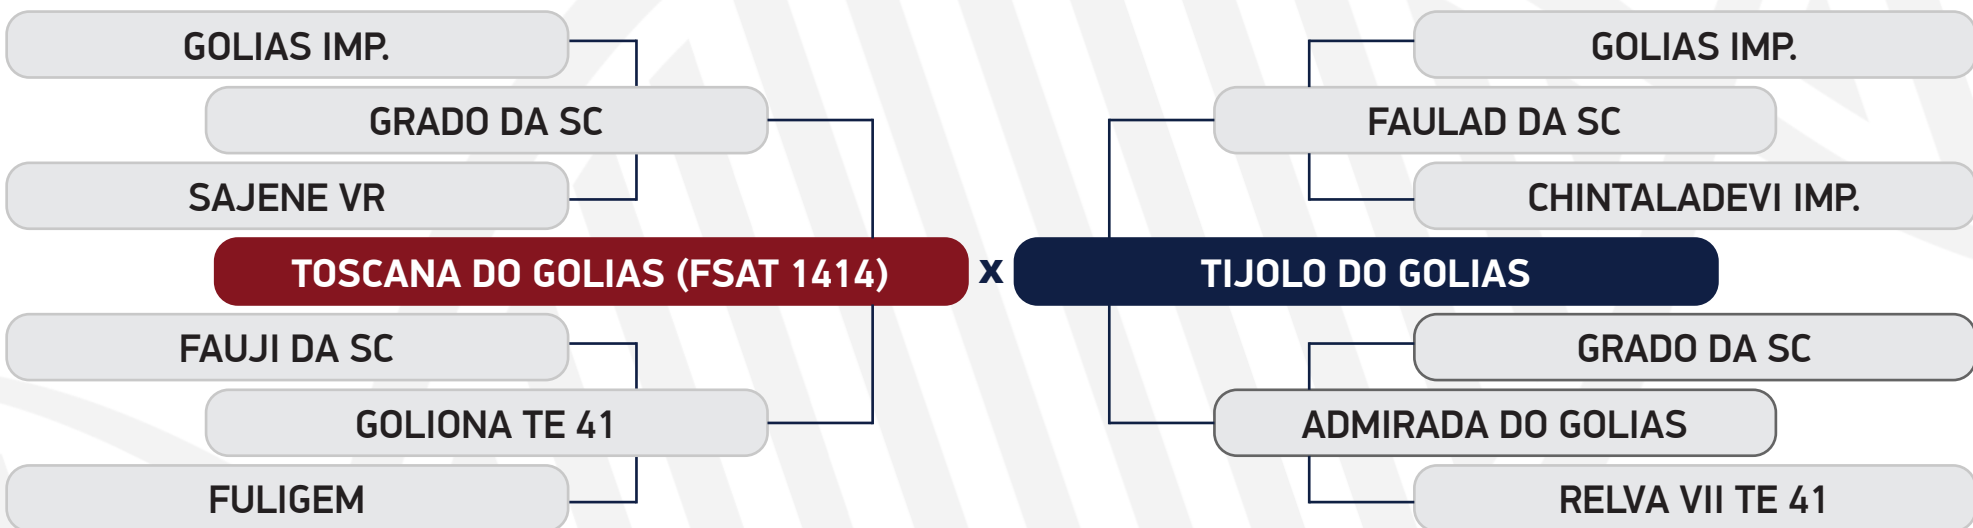 GOLIAS IMP.
GRADO DA SC
SAJENE VR
TOSCANA DO GOLIAS (FSAT 1414)
FAUJI DA SC
GOLIONA TE 41
FULIGEM
x
GOLIAS IMP.
FAULAD DA SC
CHINTALADEVI IMP.
TIJOLO DO GOLIAS
GRADO DA SC
ADMIRADA DO GOLIAS
RELVA VII TE 41